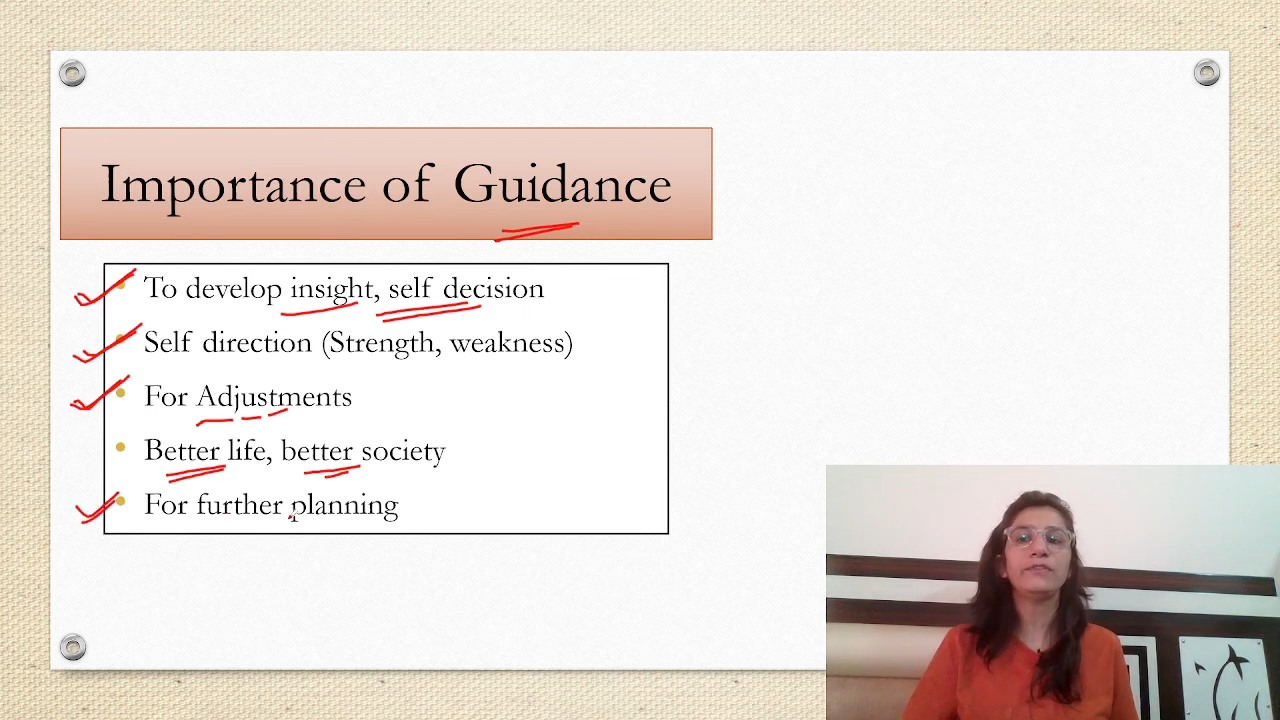 Importance of Guidance
To develop insight, self decision
Self direction (Strength, weakness)
For Adjustments
Better life, better society
For further planning